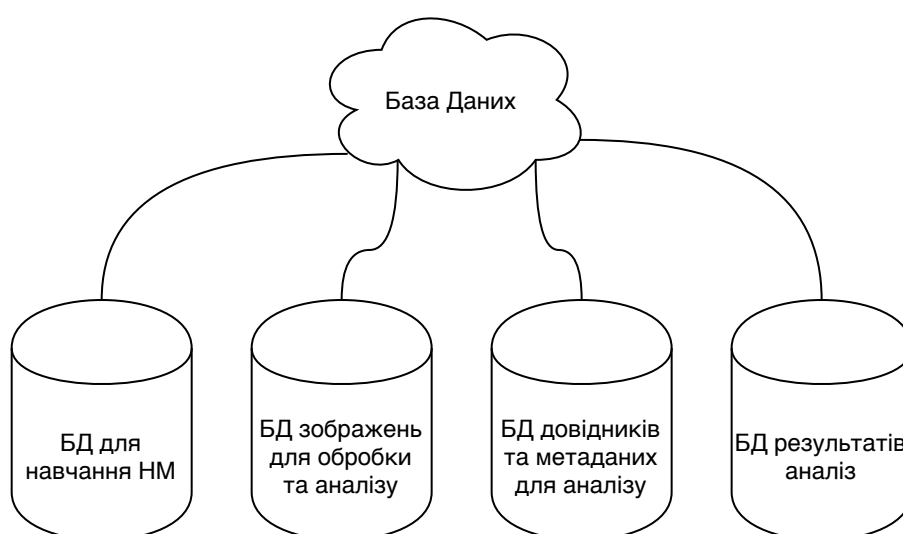 База Даних
БД для
навчання НМ
БД зображень
для обробки
та аналізу
БД довідників
та метаданих
для аналізу
БД результатів
аналіз